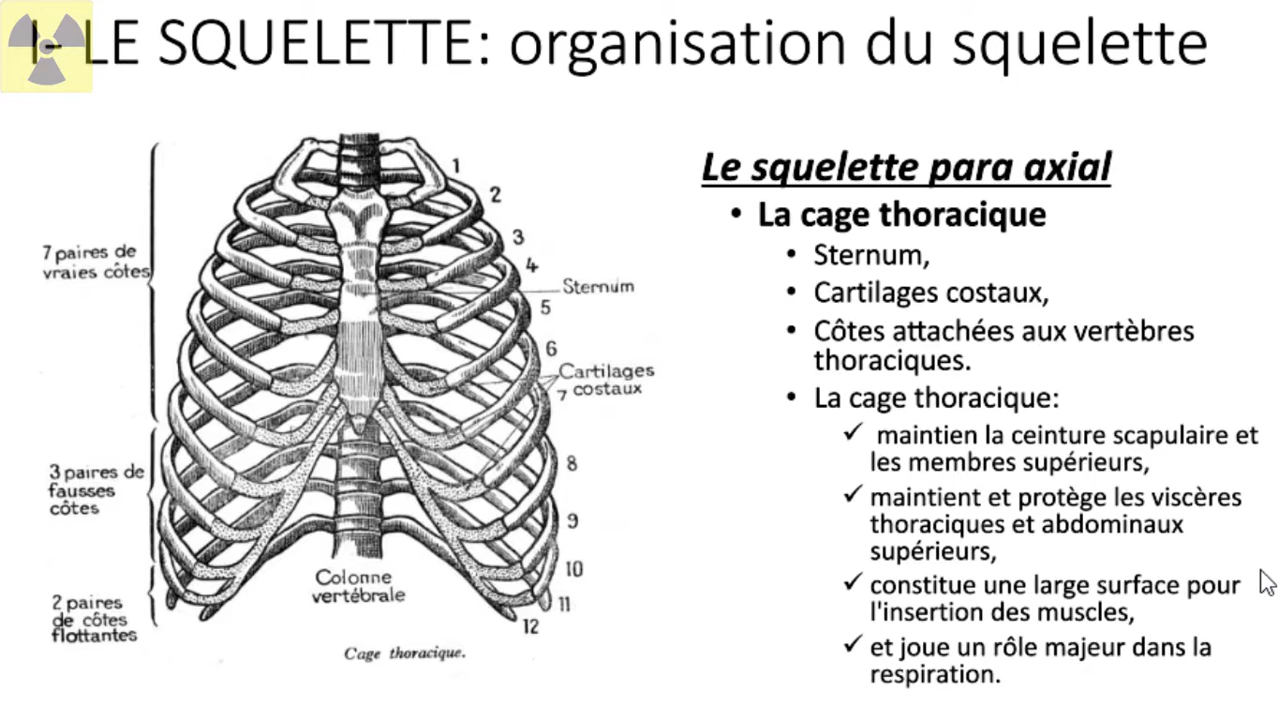 I- LE SQUELETTE: organisation du squelette
7 paires de
vraies côtes
3 paires de
fausses
côtes
2 paires
de côtes
flottantes
1
2
3
4
Sternum
5
6
Cartilages
7 costaux
8
9
10
11
12
Colonne
vertébrale
Cage thoracique.
Le squelette para axial
• La cage thoracique
• Sternum,
• Cartilages costaux,
• Côtes attachées aux vertèbres
thoraciques.
• La cage thoracique:
✓ maintien la ceinture scapulaire et
les membres supérieurs,
✓ maintient et protège les viscères
thoraciques et abdominaux
supérieurs,
✓ constitue une large surface pour
l'insertion des muscles,
✓ et joue un rôle majeur dans la
respiration.